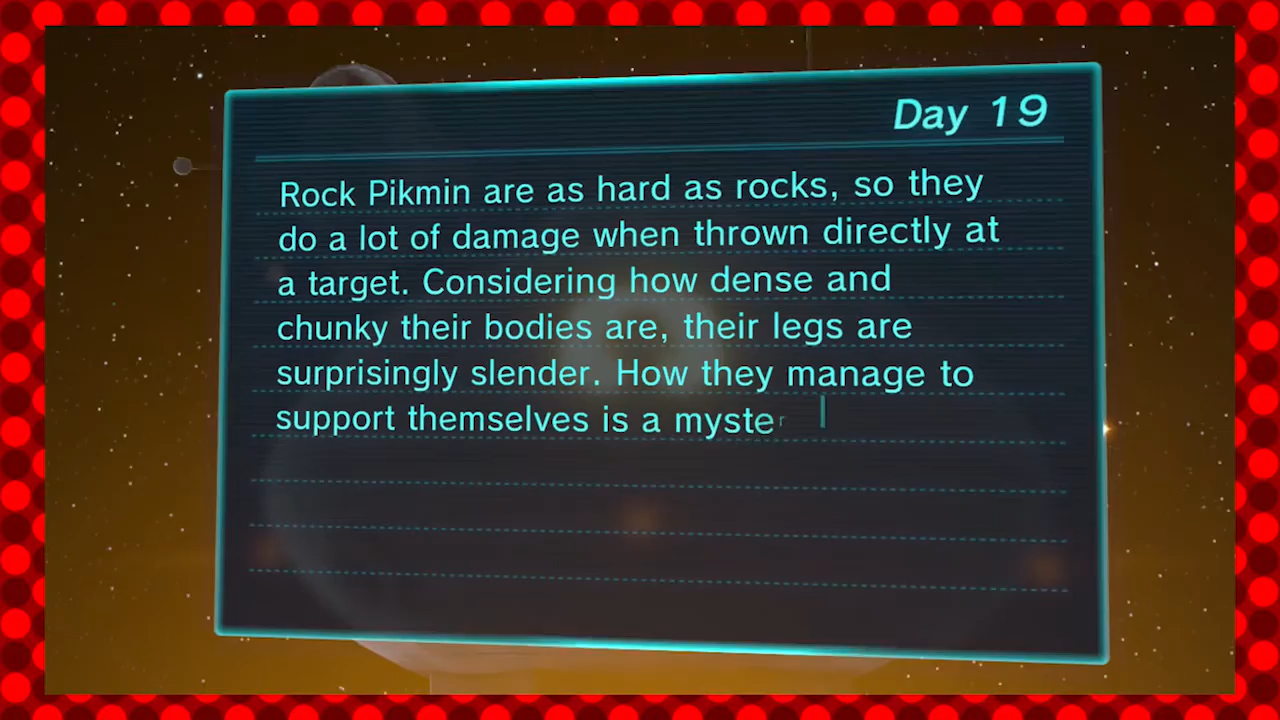 Day 19
Rock Pikmin are as hard as rocks, so they
do a lot of damage when thrown directly at
a target. Considering how dense and
chunky their bodies are, their legs are
surprisingly slender. How they manage to
support themselves is a myster